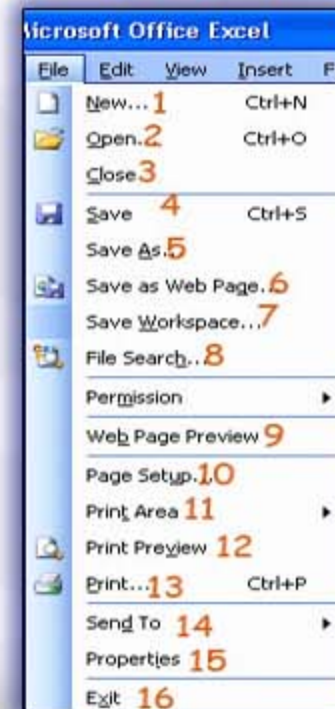 Microsoft Office Excel
File Edit View Insert F
New... 1 Ctrl+N
Open. 2 Ctrl+O
Close 3
Save 4 Ctrl+S
Save As. 5
Save as Web Page.. 6
Save Workspace... 7
File Search... 8
Permission
Web Page Preview 9
Page Setup. 10
Print Area 11
Print Preview 12
Print... 13 Ctrl+P
Send To 14
Properties 15
Exit 16